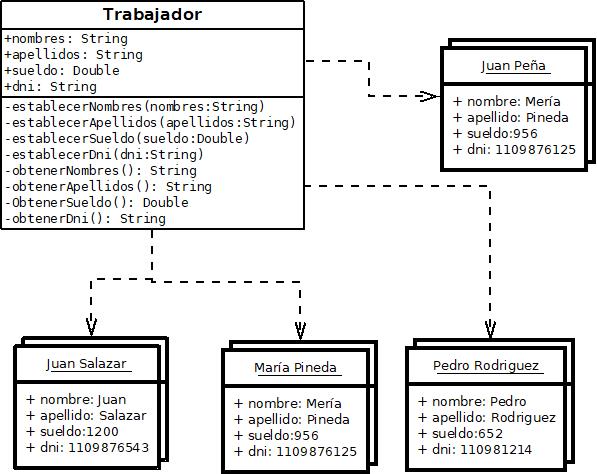 Trabajador
+nombres: String
+apellidos: String
+sueldo: Double
+dni: String
-establecerNombres(nombres:String)
-establecerApellidos(apellidos:String)
-establecerSueldo(sueldo:Double)
-establecerDni(dni:String)
-obtenerNombres(): String
-obtenerApellidos(): String
-ObtenerSueldo(): Double
-obtenerDni(): String
Juan Peña
+ nombre: Mería
+ apellido: Pineda
+ sueldo:956
+ dni: 1109876125
Juan Salazar
+ nombre: Juan
+ apellido: Salazar
+ sueldo:1200
+ dni: 1109876543
María Pineda
+ nombre: Mería
+ apellido: Pineda
+ sueldo:956
+ dni: 1109876125
Pedro Rodriguez
+ nombre: Pedro
+ apellido: Rodriguez
+ sueldo:652
+ dni: 110981214